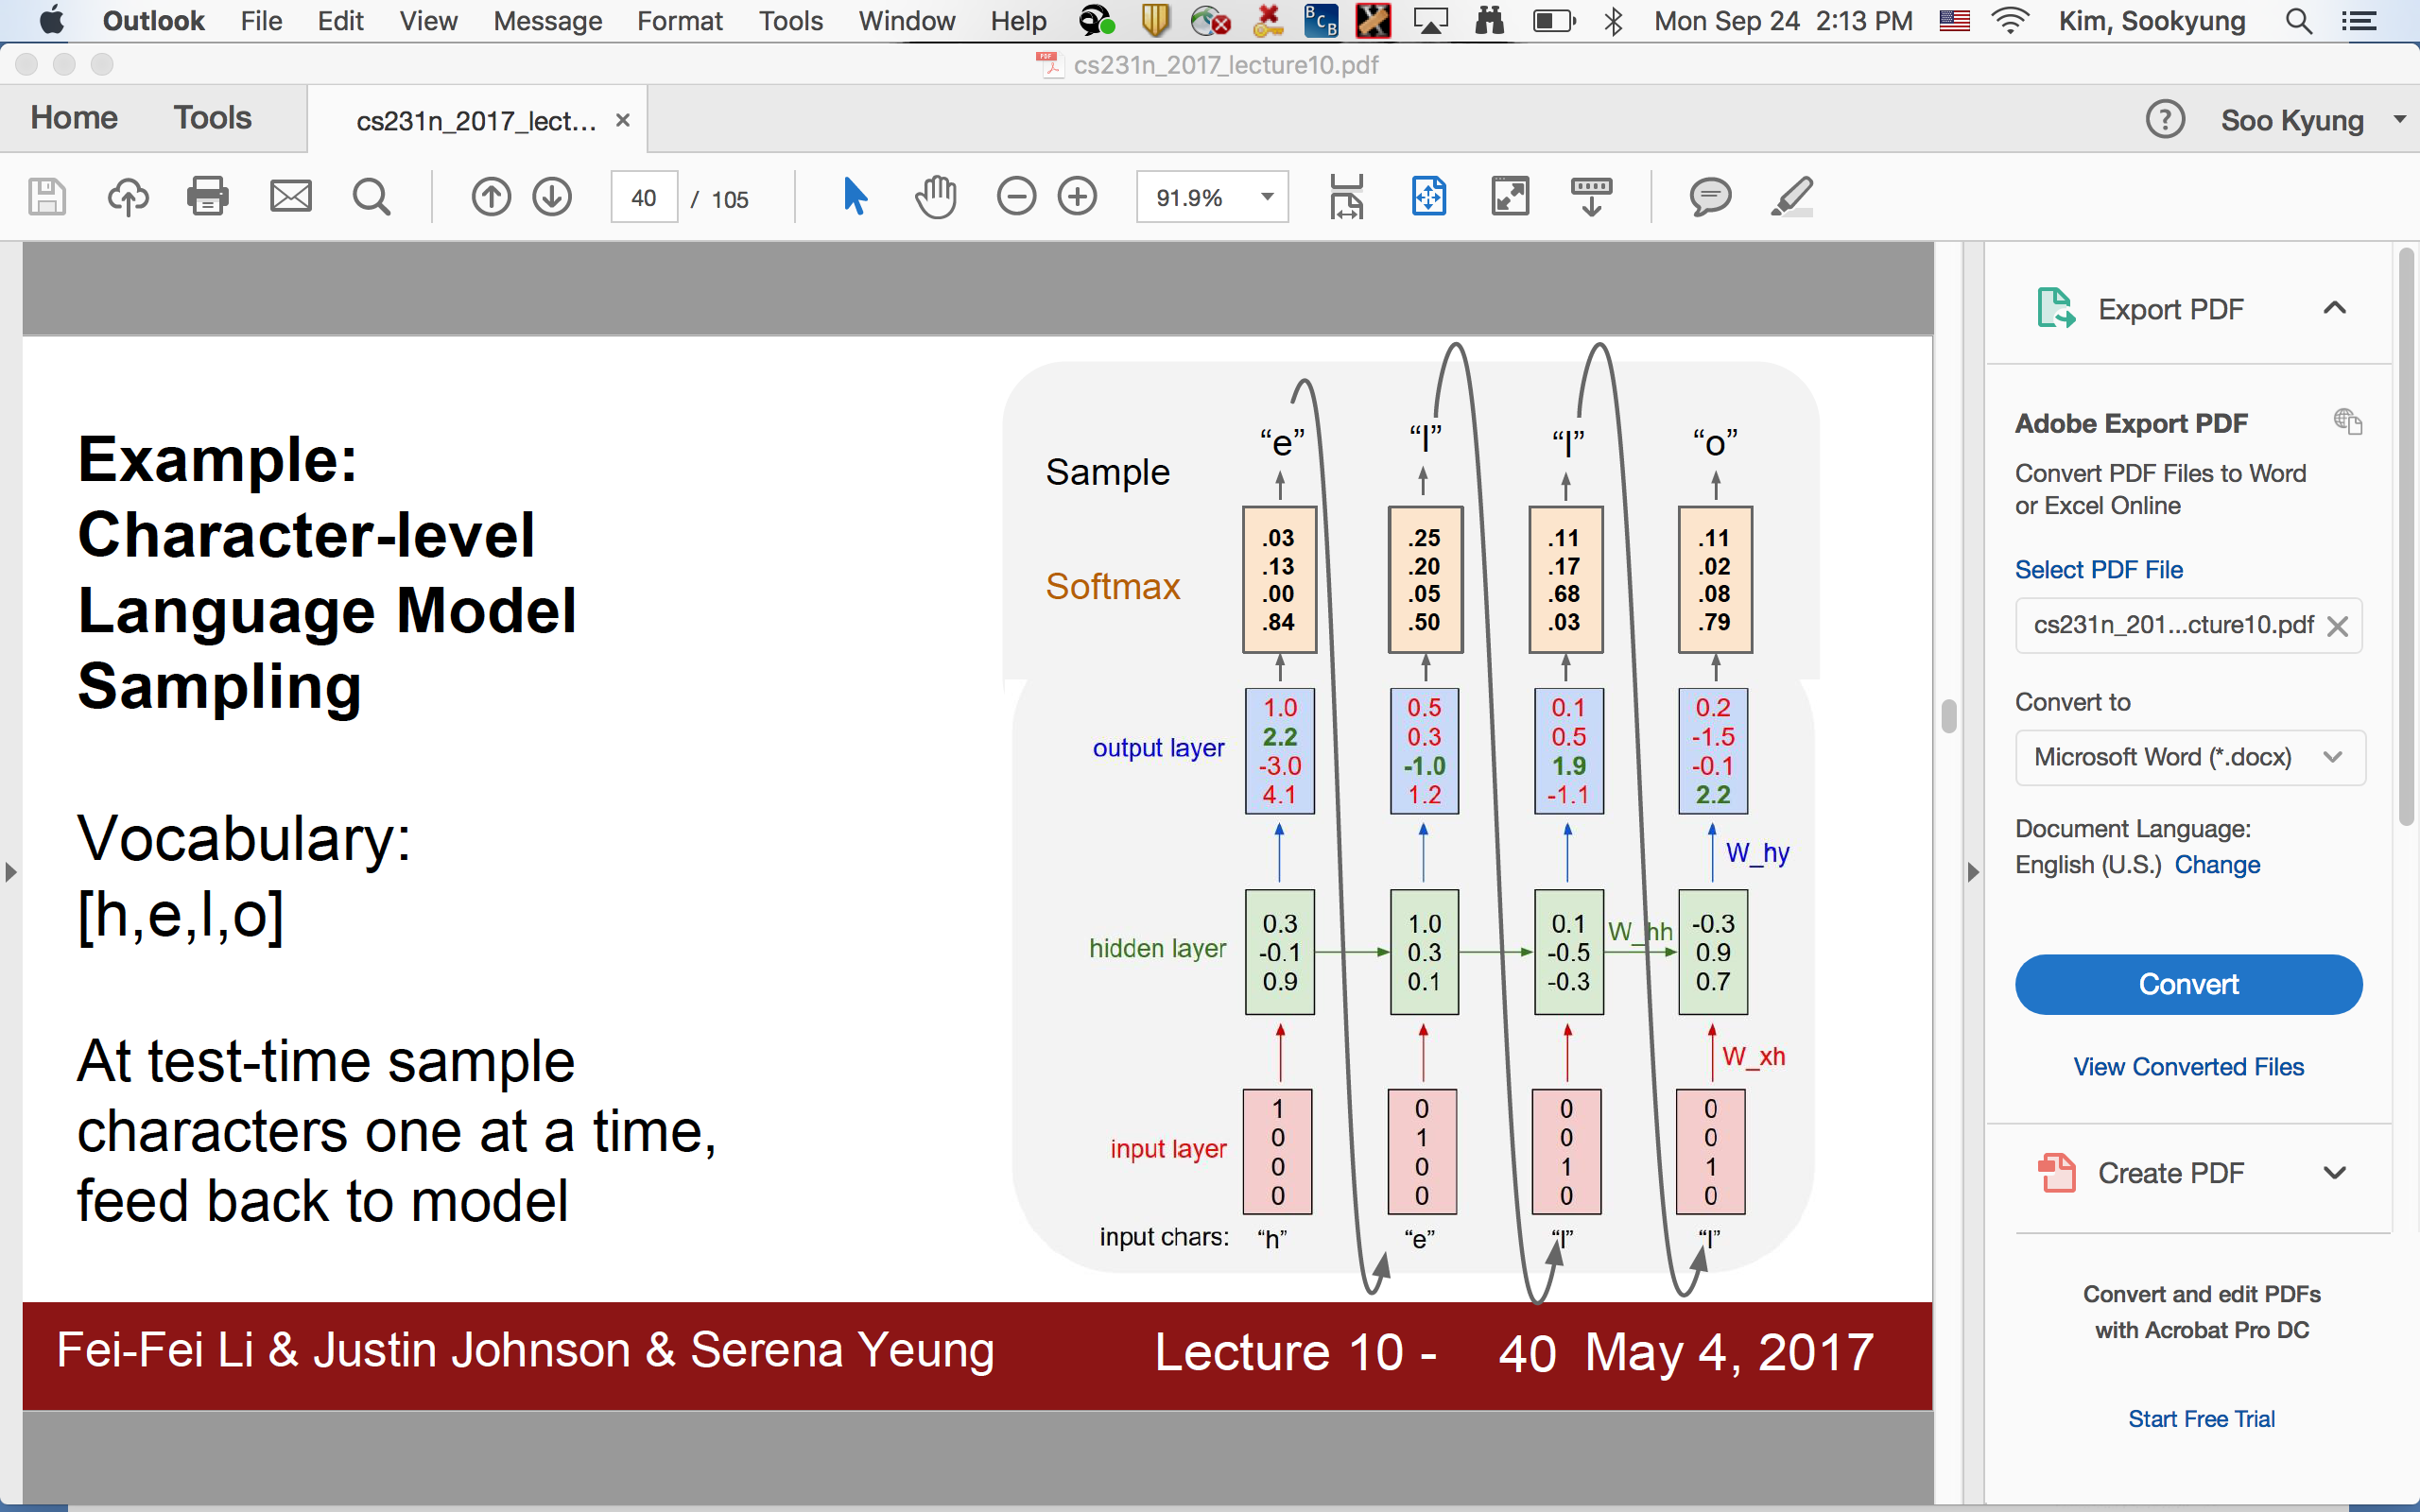 Outlook File Edit View Message Format Tools Window Help Mon Sep 24 2:13 PM Kim, Sookyung
cs231n_2017_lecture10.pdf
Home Tools cs231n_2017_lect... × ? Soo Kyung
40 / 105 91.9%
Example:
Character-level
Language Model
Sampling
Vocabulary:
[h,e,l,o]
At test-time sample
characters one at a time,
feed back to model
Sample “e” “l” “l” “o”
Softmax
.03 .25 .11 .11
.13 .20 .17 .02
.00 .05 .68 .08
.84 .50 .03 .79
output layer
1.0 0.5 0.1 0.2
2.2 0.3 0.5 -1.5
-3.0 -1.0 1.9 -0.1
4.1 1.2 -1.1 2.2
W_hy
hidden layer
0.3 1.0 0.1 W_hh -0.3
-0.1 0.3 -0.5 0.9
0.9 0.1 -0.3 0.7
W_xh
input layer
1 0 0 0
0 1 0 0
0 0 1 1
0 0 0 0
input chars: “h” “e” “l” “l”
Fei-Fei Li & Justin Johnson & Serena Yeung Lecture 10 - 40 May 4, 2017
Export PDF
Adobe Export PDF
Convert PDF Files to Word
or Excel Online
Select PDF File
cs231n_201...cture10.pdf
Convert to
Microsoft Word (*.docx)
Document Language:
English (U.S.) Change
Convert
View Converted Files
Create PDF
Convert and edit PDFs
with Acrobat Pro DC
Start Free Trial